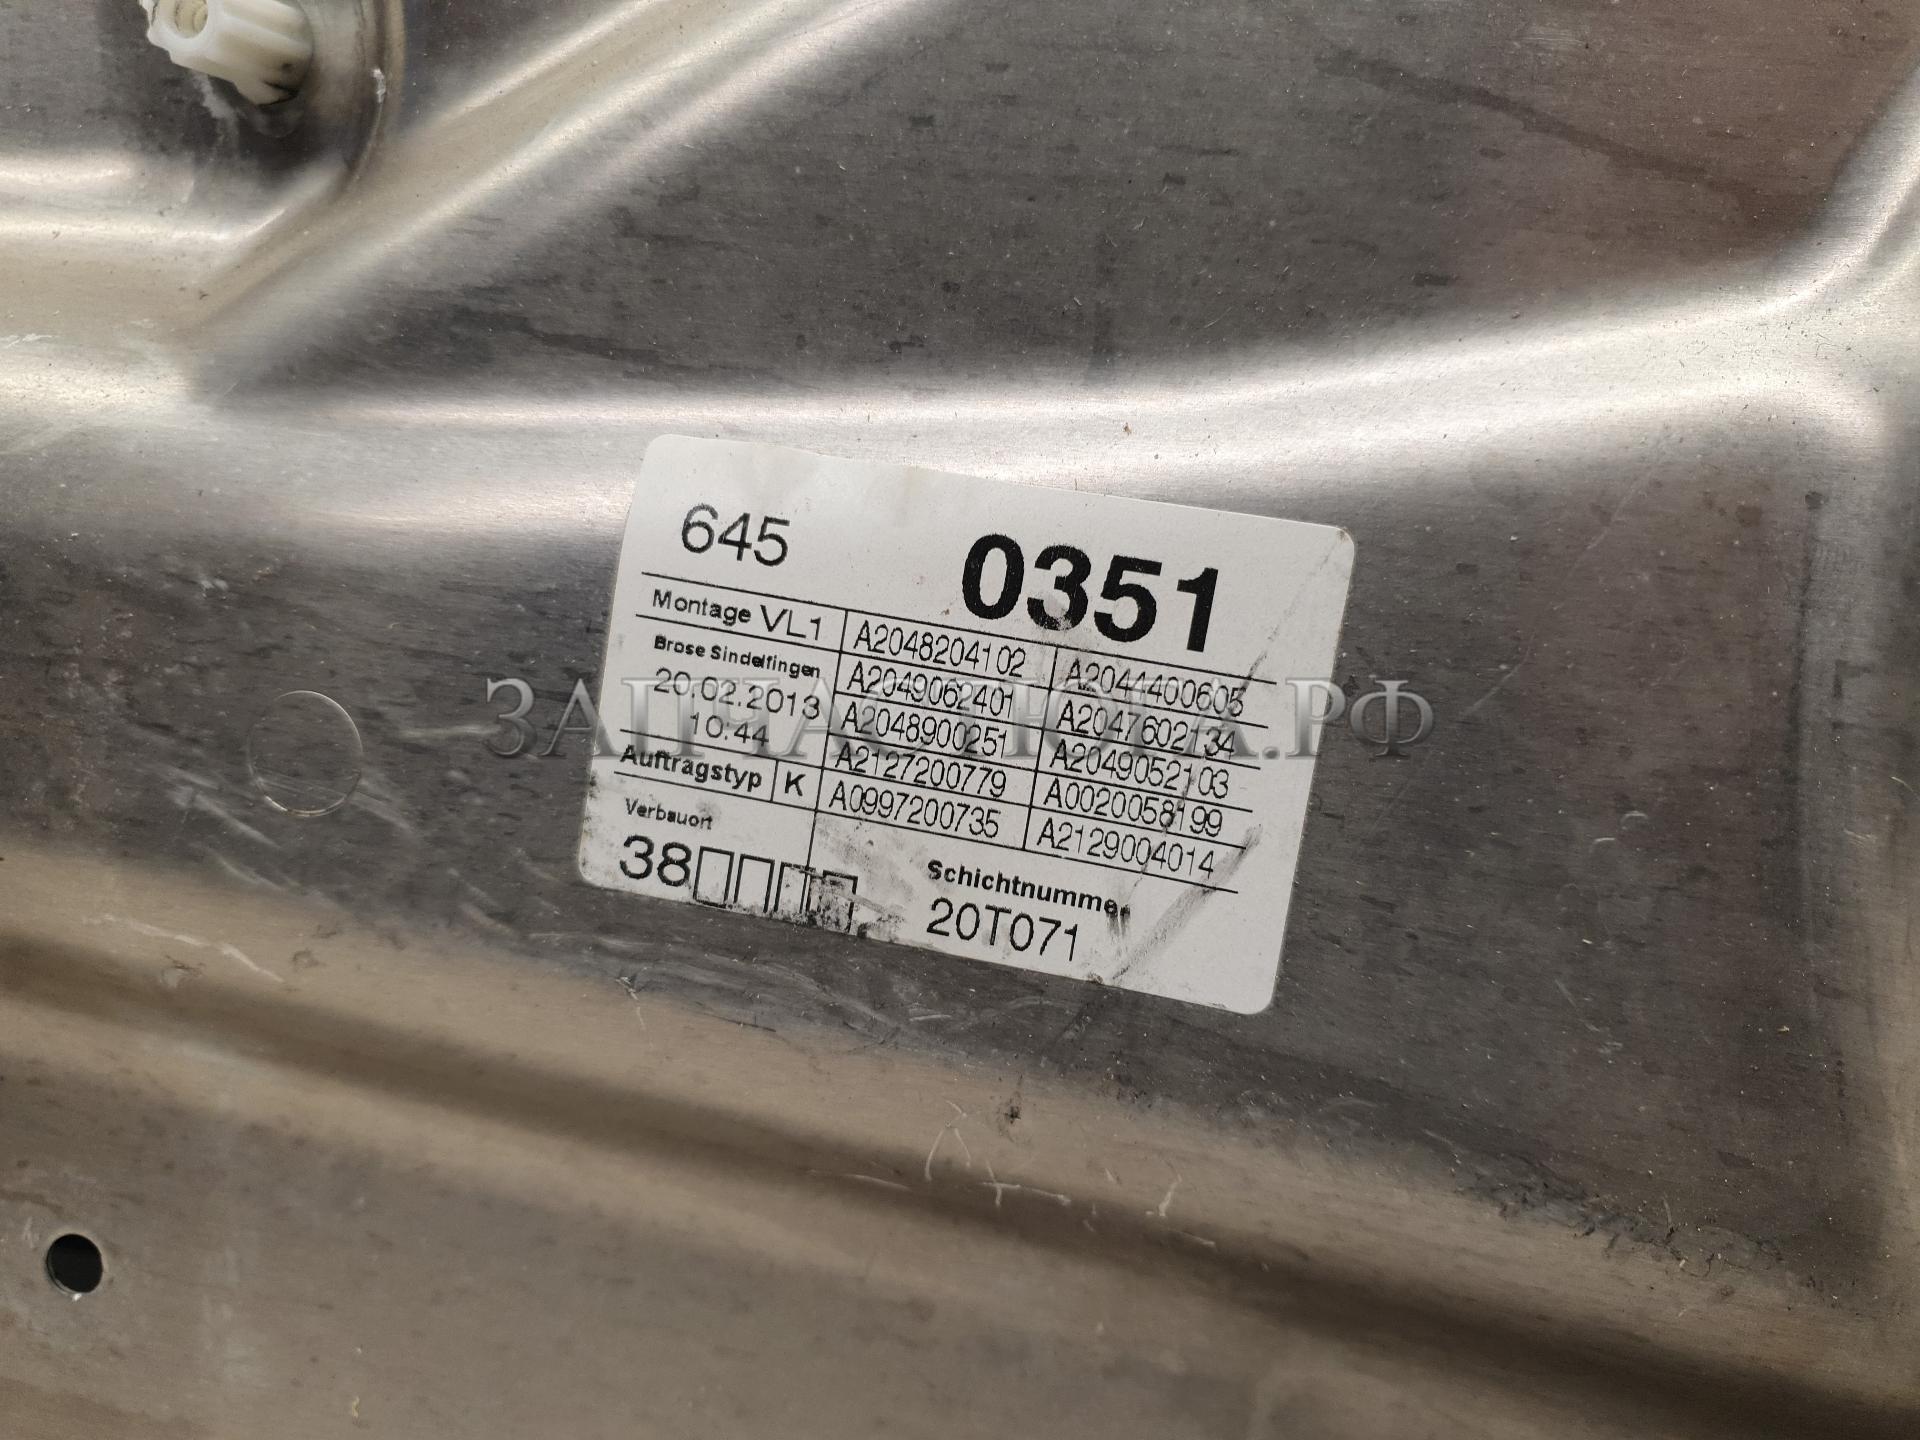 645 0351
Montage VL1
Brose Sindelfingen
20.02.2013
10:44
Auftragstyp K
Verbauort
38
A2048204102 A2044400605
A2049062401 A2047602134
A2048900251 A2049052103
A2127200779 A0020058199
A0997200735 A2129004014
Schichtnummer
20T071
ЗАПЧАСТЮГА.РФ